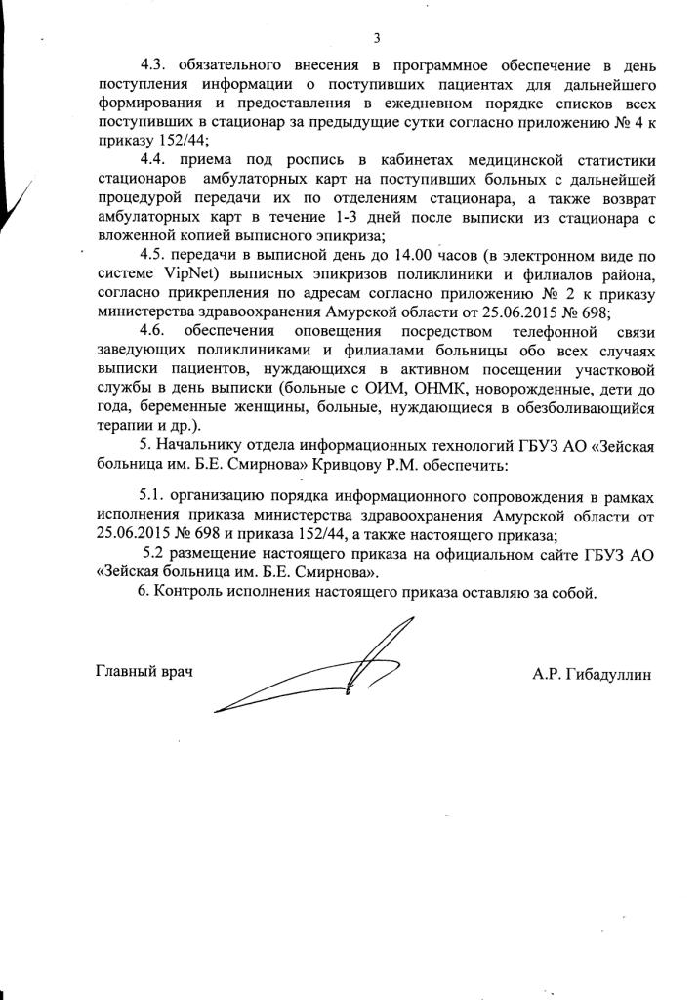 3
4.3. обязательного внесения в программное обеспечение в день
поступления информации о поступивших пациентах для дальнейшего
формирования и предоставления в ежедневном порядке списков всех
поступивших в стационар за предыдущие сутки согласно приложению № 4 к
приказу 152/44;
4.4. приема под роспись в кабинетах медицинской статистики
стационаров амбулаторных карт на поступивших больных с дальнейшей
процедурой передачи их по отделениям стационара, а также возврат
амбулаторных карт в течение 1-3 дней после выписки из стационара с
вложенной копией выписного эпикриза;
4.5. передачи в выписной день до 14.00 часов (в электронном виде по
системе VipNet) выписных эпикризов поликлиники и филиалов района,
согласно прикрепления по адресам согласно приложению № 2 к приказу
министерства здравоохранения Амурской области от 25.06.2015 № 698;
4.6. обеспечения оповещения посредством телефонной связи
заведующих поликлиниками и филиалами больницы обо всех случаях
выписки пациентов, нуждающихся в активном посещении участковой
службы в день выписки (больные с ОИМ, ОНМК, новорожденные, дети до
года, беременные женщины, больные, нуждающиеся в обезболивающийся
терапии и др.).
5. Начальнику отдела информационных технологий ГБУЗ АО «Зейская
больница им. Б.Е. Смирнова» Кривцову Р.М. обеспечить:
5.1. организацию порядка информационного сопровождения в рамках
исполнения приказа министерства здравоохранения Амурской области от
25.06.2015 № 698 и приказа 152/44, а также настоящего приказа;
5.2 размещение настоящего приказа на официальном сайте ГБУЗ АО
«Зейская больница им. Б.Е. Смирнова».
6. Контроль исполнения настоящего приказа оставляю за собой.
Главный врач
А.Р. Гибадуллин